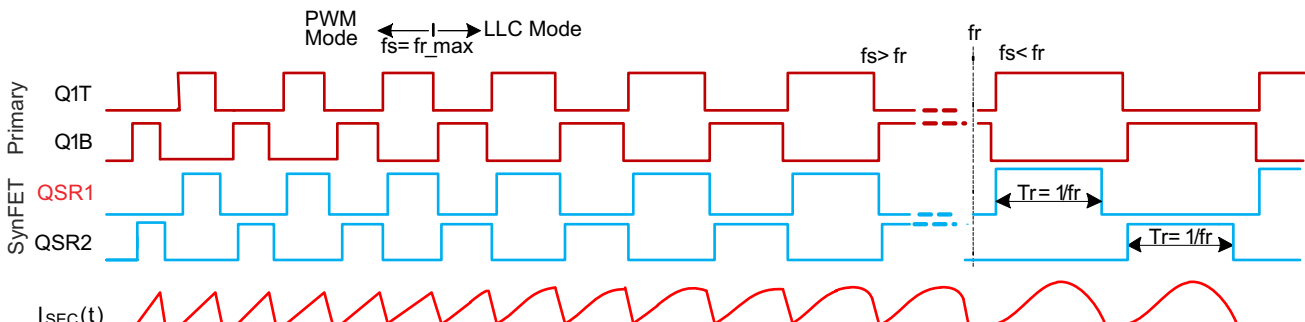 PWM
Mode
LLC Mode
fs= fr_max
fs> fr
fr
fs< fr
Primary
Q1T
Q1B
SynFET
QSR1
Tr= 1/fr
QSR2
Tr= 1/fr
ISEC(t)